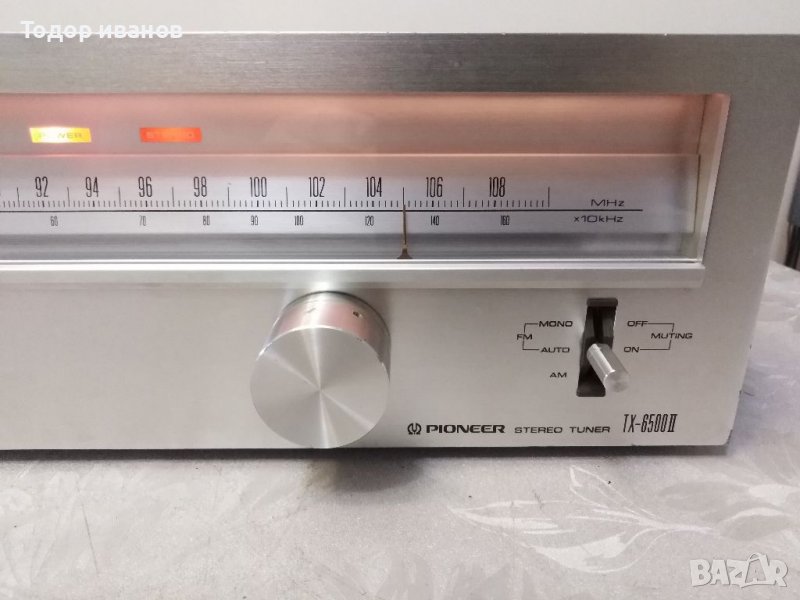 Тодор иванов
POWER STEREO
92 94 96 98 100 102 104 106 108 MHz
60 70 80 90 100 120 140 160 x10kHz
MONO OFF
FM MUTING
AUTO ON
AM
PIONEER STEREO TUNER TX-6500II
BAZAR